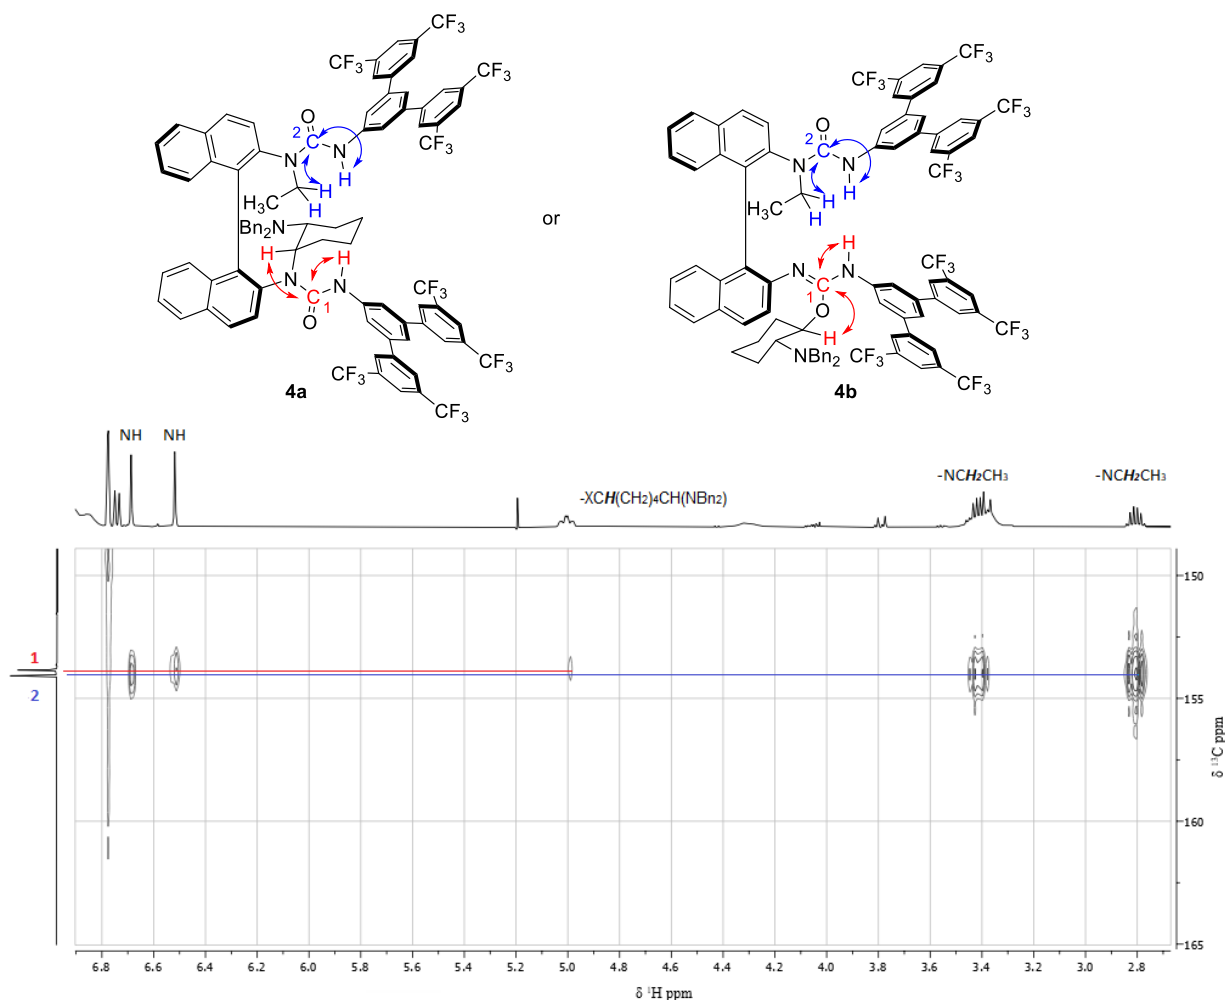 CF3
CF3
CF3
CF3
O
2
C
N
N
H
H
H3C
H
Bn2N
H
H
N
C
N
1
O
CF3
CF3
CF3
CF3
4a
or
CF3
CF3
CF3
CF3
O
2
C
N
N
H
H
H3C
H
H
N
C
N
1
O
H
NBn2
CF3
CF3
CF3
CF3
4b
NH
NH
-XCH(CH2)4CH(NBn2)
-NCH2CH3
-NCH2CH3
1
2
150
155
160
165
δ 13C ppm
6.8 6.6 6.4 6.2 6.0 5.8 5.6 5.4 5.2 5.0 4.8 4.6 4.4 4.2 4.0 3.8 3.6 3.4 3.2 3.0 2.8
δ 1H ppm